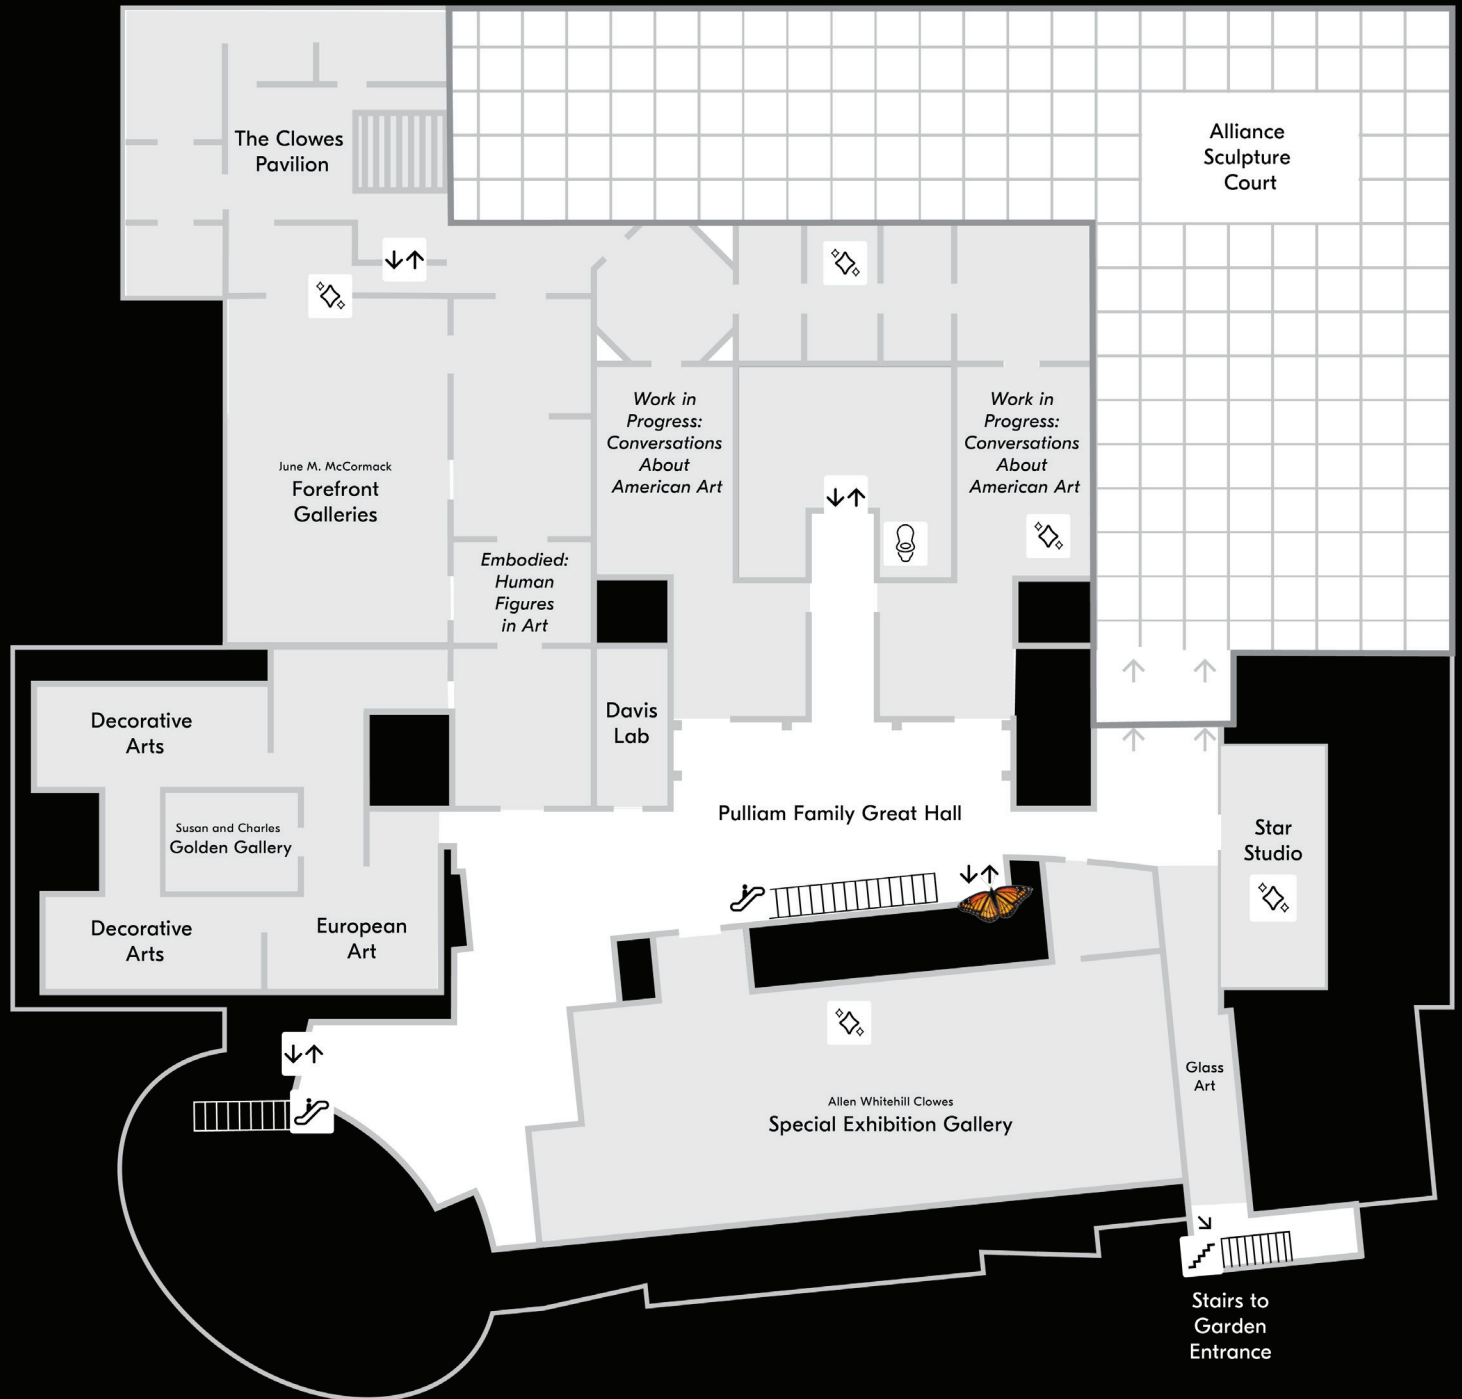 The Clowes
Pavilion
Alliance
Sculpture
Court
Work in
Progress:
Conversations
About
American Art
Work in
Progress:
Conversations
About
American Art
June M. McCormack
Forefront
Galleries
Embodied:
Human
Figures
in Art
Decorative
Arts
Davis
Lab
Pulliam Family Great Hall
Susan and Charles
Golden Gallery
Star
Studio
Decorative
Arts
European
Art
Glass
Art
Allen Whitehill Clowes
Special Exhibition Gallery
Stairs to
Garden
Entrance